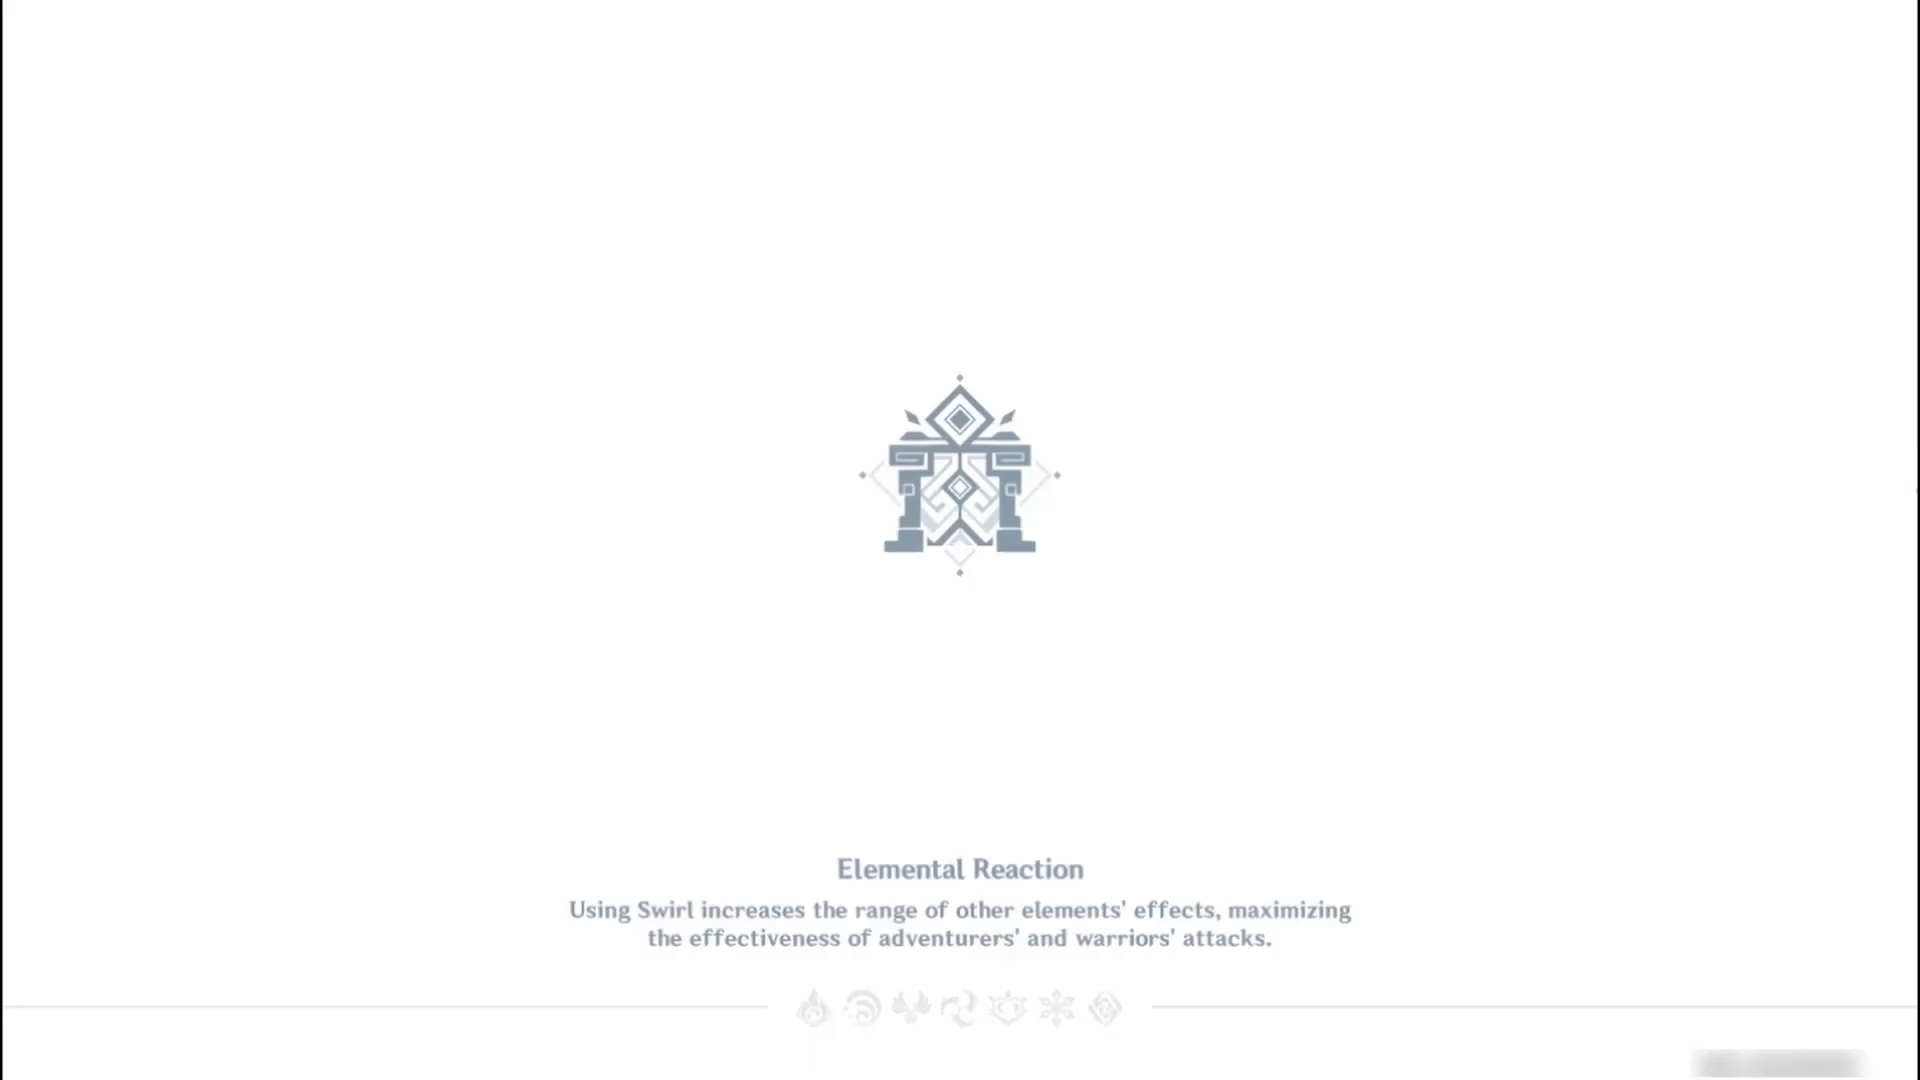 Elemental Reaction
Using Swirl increases the range of other elements' effects, maximizing
the effectiveness of adventurers' and warriors' attacks.